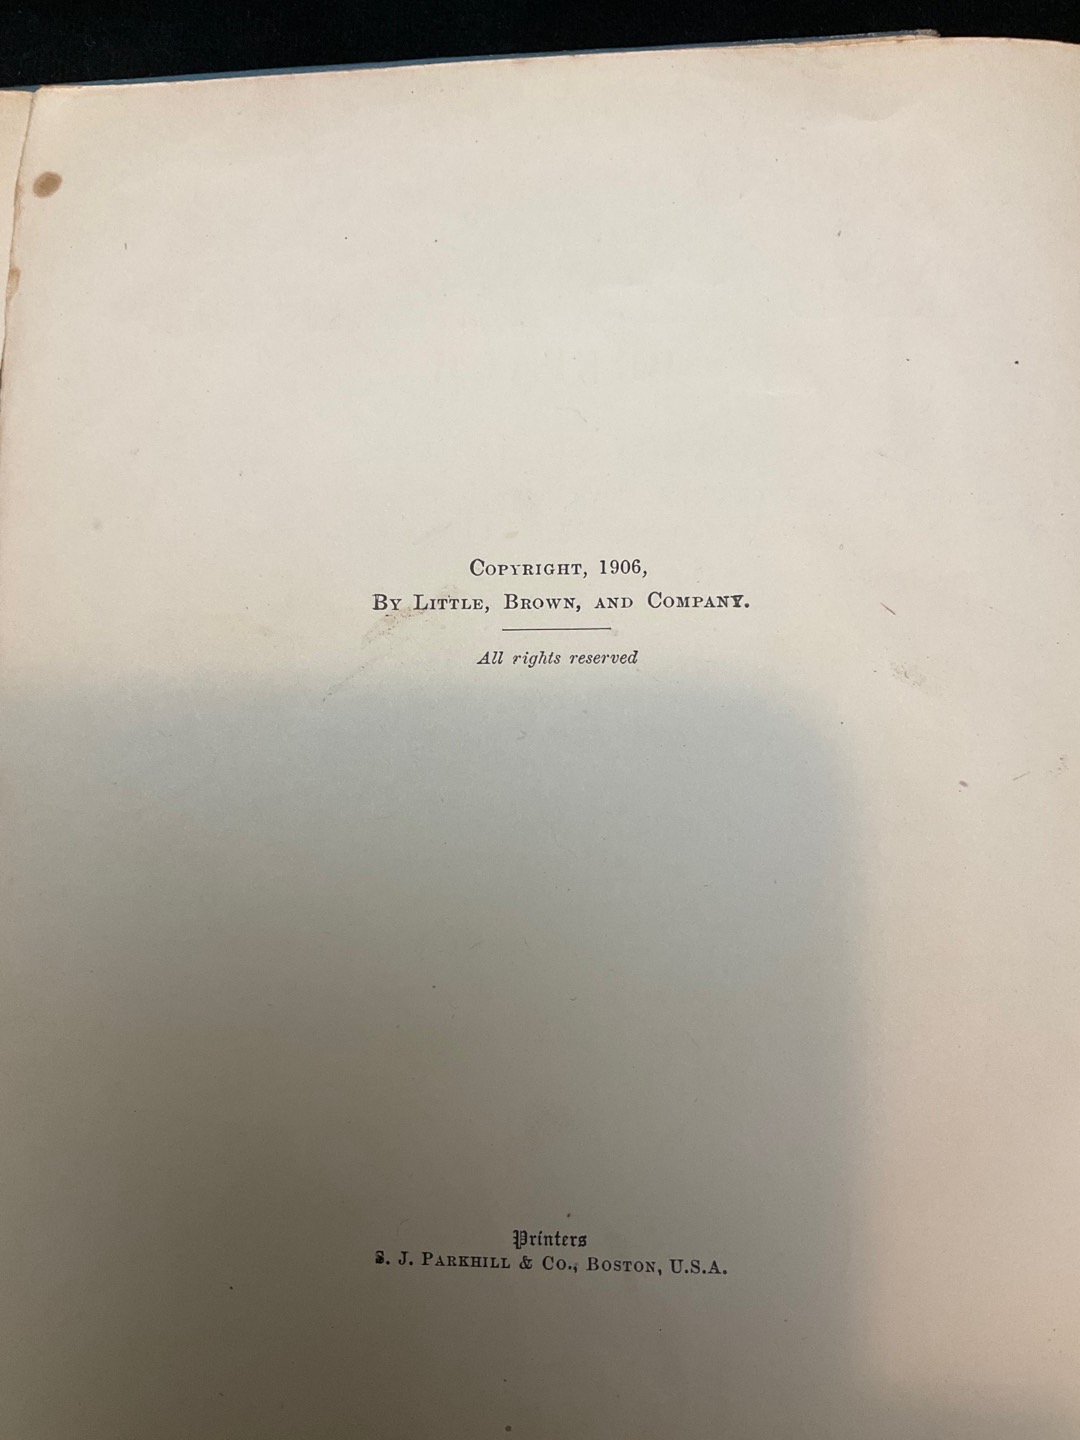 COPYRIGHT, 1906,
BY LITTLE, BROWN, AND COMPANY.
All rights reserved
Printers
S. J. PARKHILL & CO., BOSTON, U.S.A.